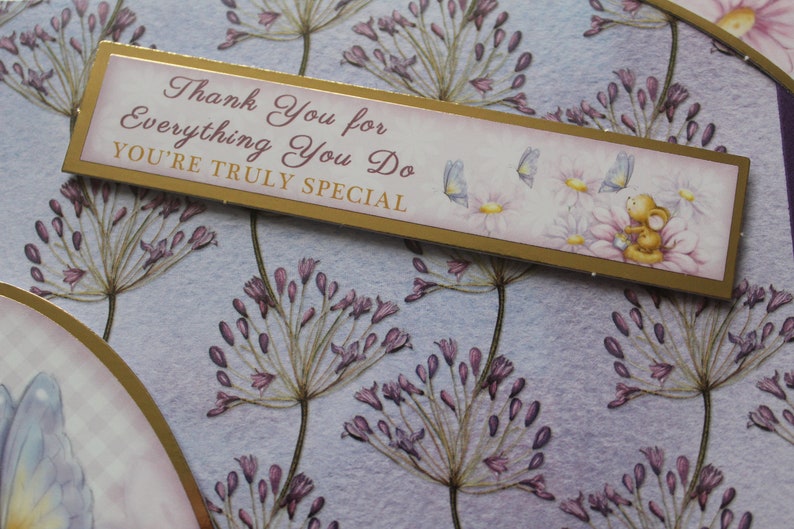 Thank You for
Everything You Do
YOU'RE TRULY SPECIAL